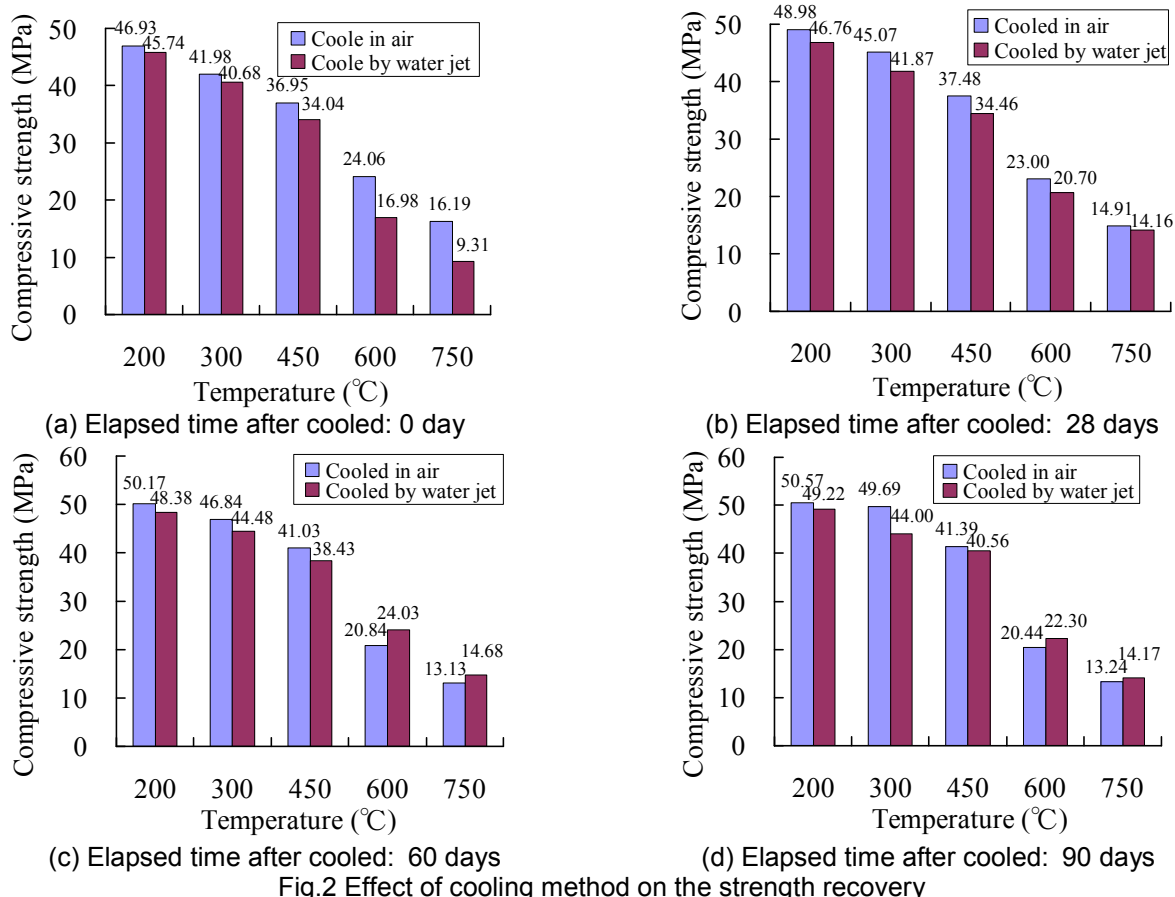 Compressive strength (MPa)
50
40
30
20
10
0
46.93
45.74
41.98
40.68
36.95
34.04
24.06
16.98
16.19
9.31
Coole in air
Coole by water jet
200 300 450 600 750
Temperature (℃)
(a) Elapsed time after cooled: 0 day
Compressive strength (MPa)
50
40
30
20
10
0
48.98
46.76
45.07
41.87
37.48
34.46
23.00
20.70
14.91
14.16
Cooled in air
Cooled by water jet
200 300 450 600 750
Temperature (℃)
(b) Elapsed time after cooled: 28 days
Compressive strength (MPa)
60
50
40
30
20
10
0
50.17
48.38
46.84
44.48
41.03
38.43
20.84
24.03
13.13
14.68
Cooled in air
Cooled by water jet
200 300 450 600 750
Temperature (℃)
(c) Elapsed time after cooled: 60 days
Compressive strength (MPa)
60
50
40
30
20
10
0
50.57
49.22
49.69
44.00
41.39
40.56
20.44
22.30
13.24
14.17
Cooled in air
Cooled by water jet
200 300 450 600 750
Temperature (℃)
(d) Elapsed time after cooled: 90 days
Fig.2 Effect of cooling method on the strength recovery